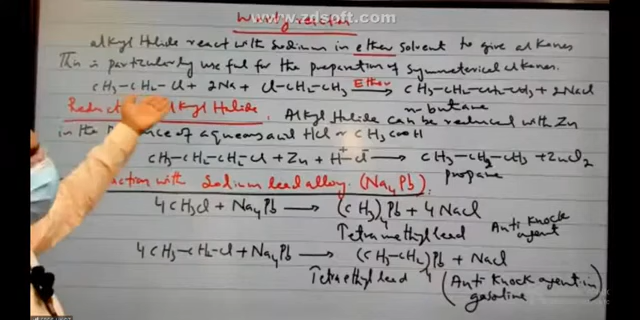 www.zdsoft.com
Wurtz reaction
alkyl Halide react with Sodium in ether solvent to give alkanes
This is particularly useful for the preparation of symmeterical alkanes.
CH3-CH2-Cl + 2Na + Cl-CH2-CH3 Ether → CH3-CH2-CH2-CH3 + 2NaCl
n-butane
Alkyl Halide. Alkyl Halide can be reduced with Zn
in the of aqueous and HCl or CH3COOH
CH3-CH2-CH2-Cl + Zn + H+-Cl- → CH3-CH2-CH3 + ZnCl2
propane
with Sodium lead alloy. (Na4Pb).
4CH3Cl + Na4Pb → (CH3)4Pb + 4NaCl
Tetramethyl lead Anti Knock agent
4CH3-CH2-Cl + Na4Pb → (CH3-CH2)4Pb + NaCl
Tetraethyl lead (Anti Knock agent in gasoline)